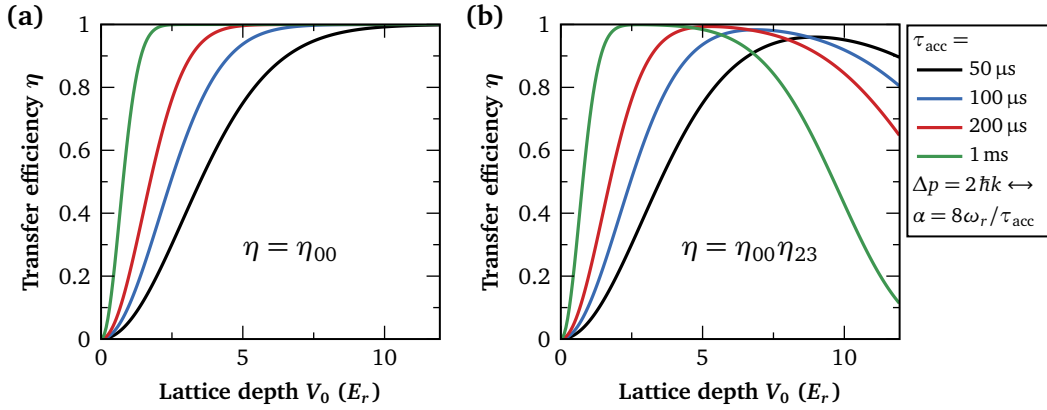 (a)
Transfer efficiency η
1
0.8
0.6
0.4
0.2
0
η = η₀₀
0 5 10
Lattice depth V₀ (Eᵣ)
(b)
Transfer efficiency η
1
0.8
0.6
0.4
0.2
0
η = η₀₀η₂₃
0 5 10
Lattice depth V₀ (Eᵣ)
τ_acc =
50 µs
100 µs
200 µs
1 ms
Δp = 2ℏk ↔
α = 8ωᵣ/τ_acc